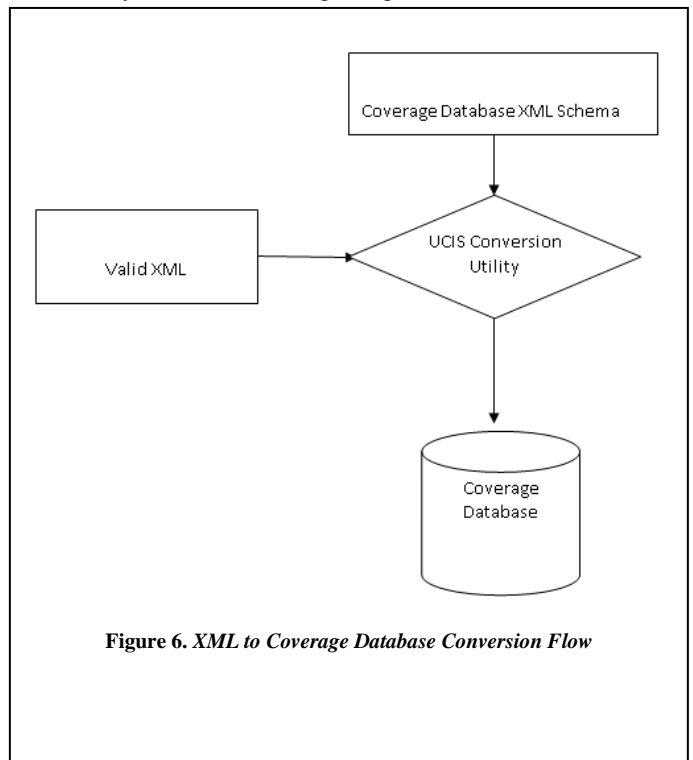 Coverage Database XML Schema
UCIS Conversion
Utility
Valid XML
Coverage
Database
Figure 6. XML to Coverage Database Conversion Flow